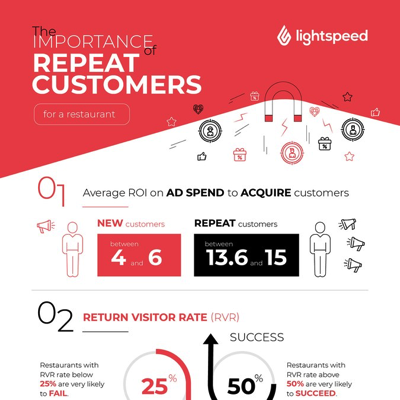 The
IMPORTANCE
of
REPEAT
CUSTOMERS
for a restaurant
lightspeed
01
Average ROI on AD SPEND to ACQUIRE customers
NEW customers
between
4 and 6
REPEAT customers
between
13.6 and 15
02
RETURN VISITOR RATE (RVR)
SUCCESS
Restaurants with
RVR rate below
25% are very likely
to FAIL.
25%
50%
Restaurants with
RVR rate above
50% are very likely
to SUCCEED.